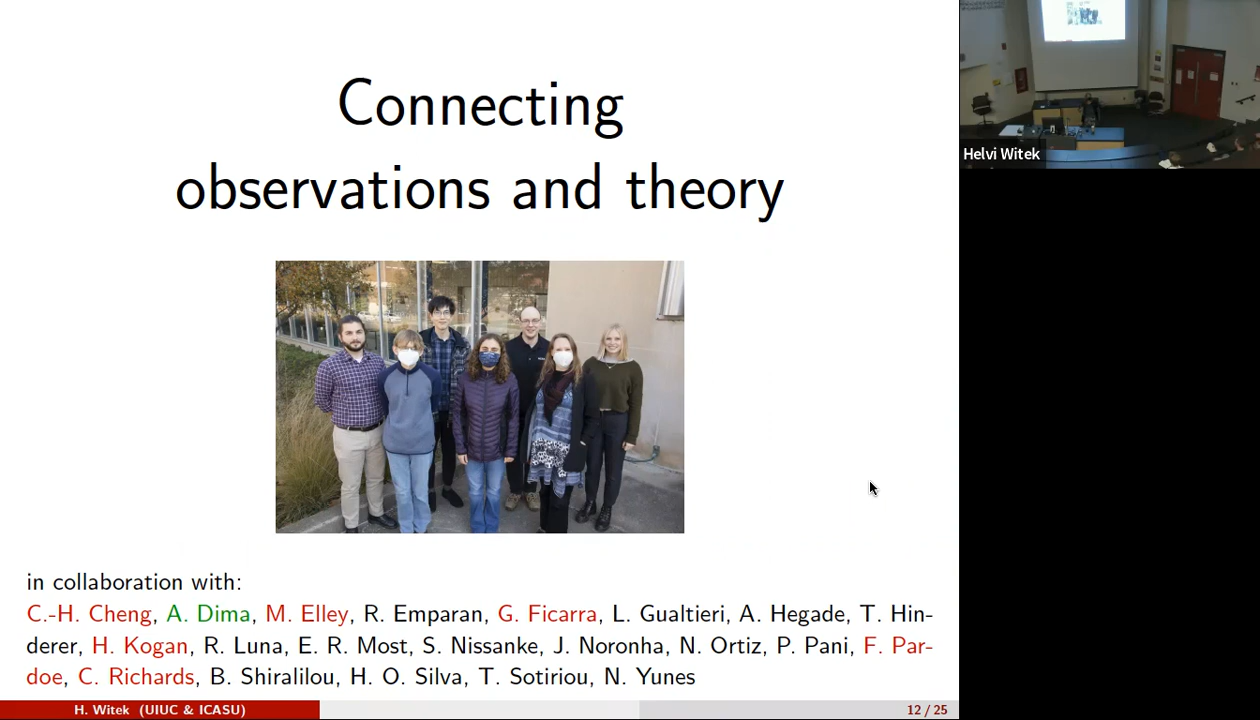 Connecting
observations and theory
Helvi Witek
in collaboration with:
C.-H. Cheng, A. Dima, M. Elley, R. Emparan, G. Ficarra, L. Gualtieri, A. Hegade, T. Hin-
derer, H. Kogan, R. Luna, E. R. Most, S. Nissanke, J. Noronha, N. Ortiz, P. Pani, F. Par-
doe, C. Richards, B. Shiralilou, H. O. Silva, T. Sotiriou, N. Yunes
H. Witek (UIUC & ICASU)
12 / 25